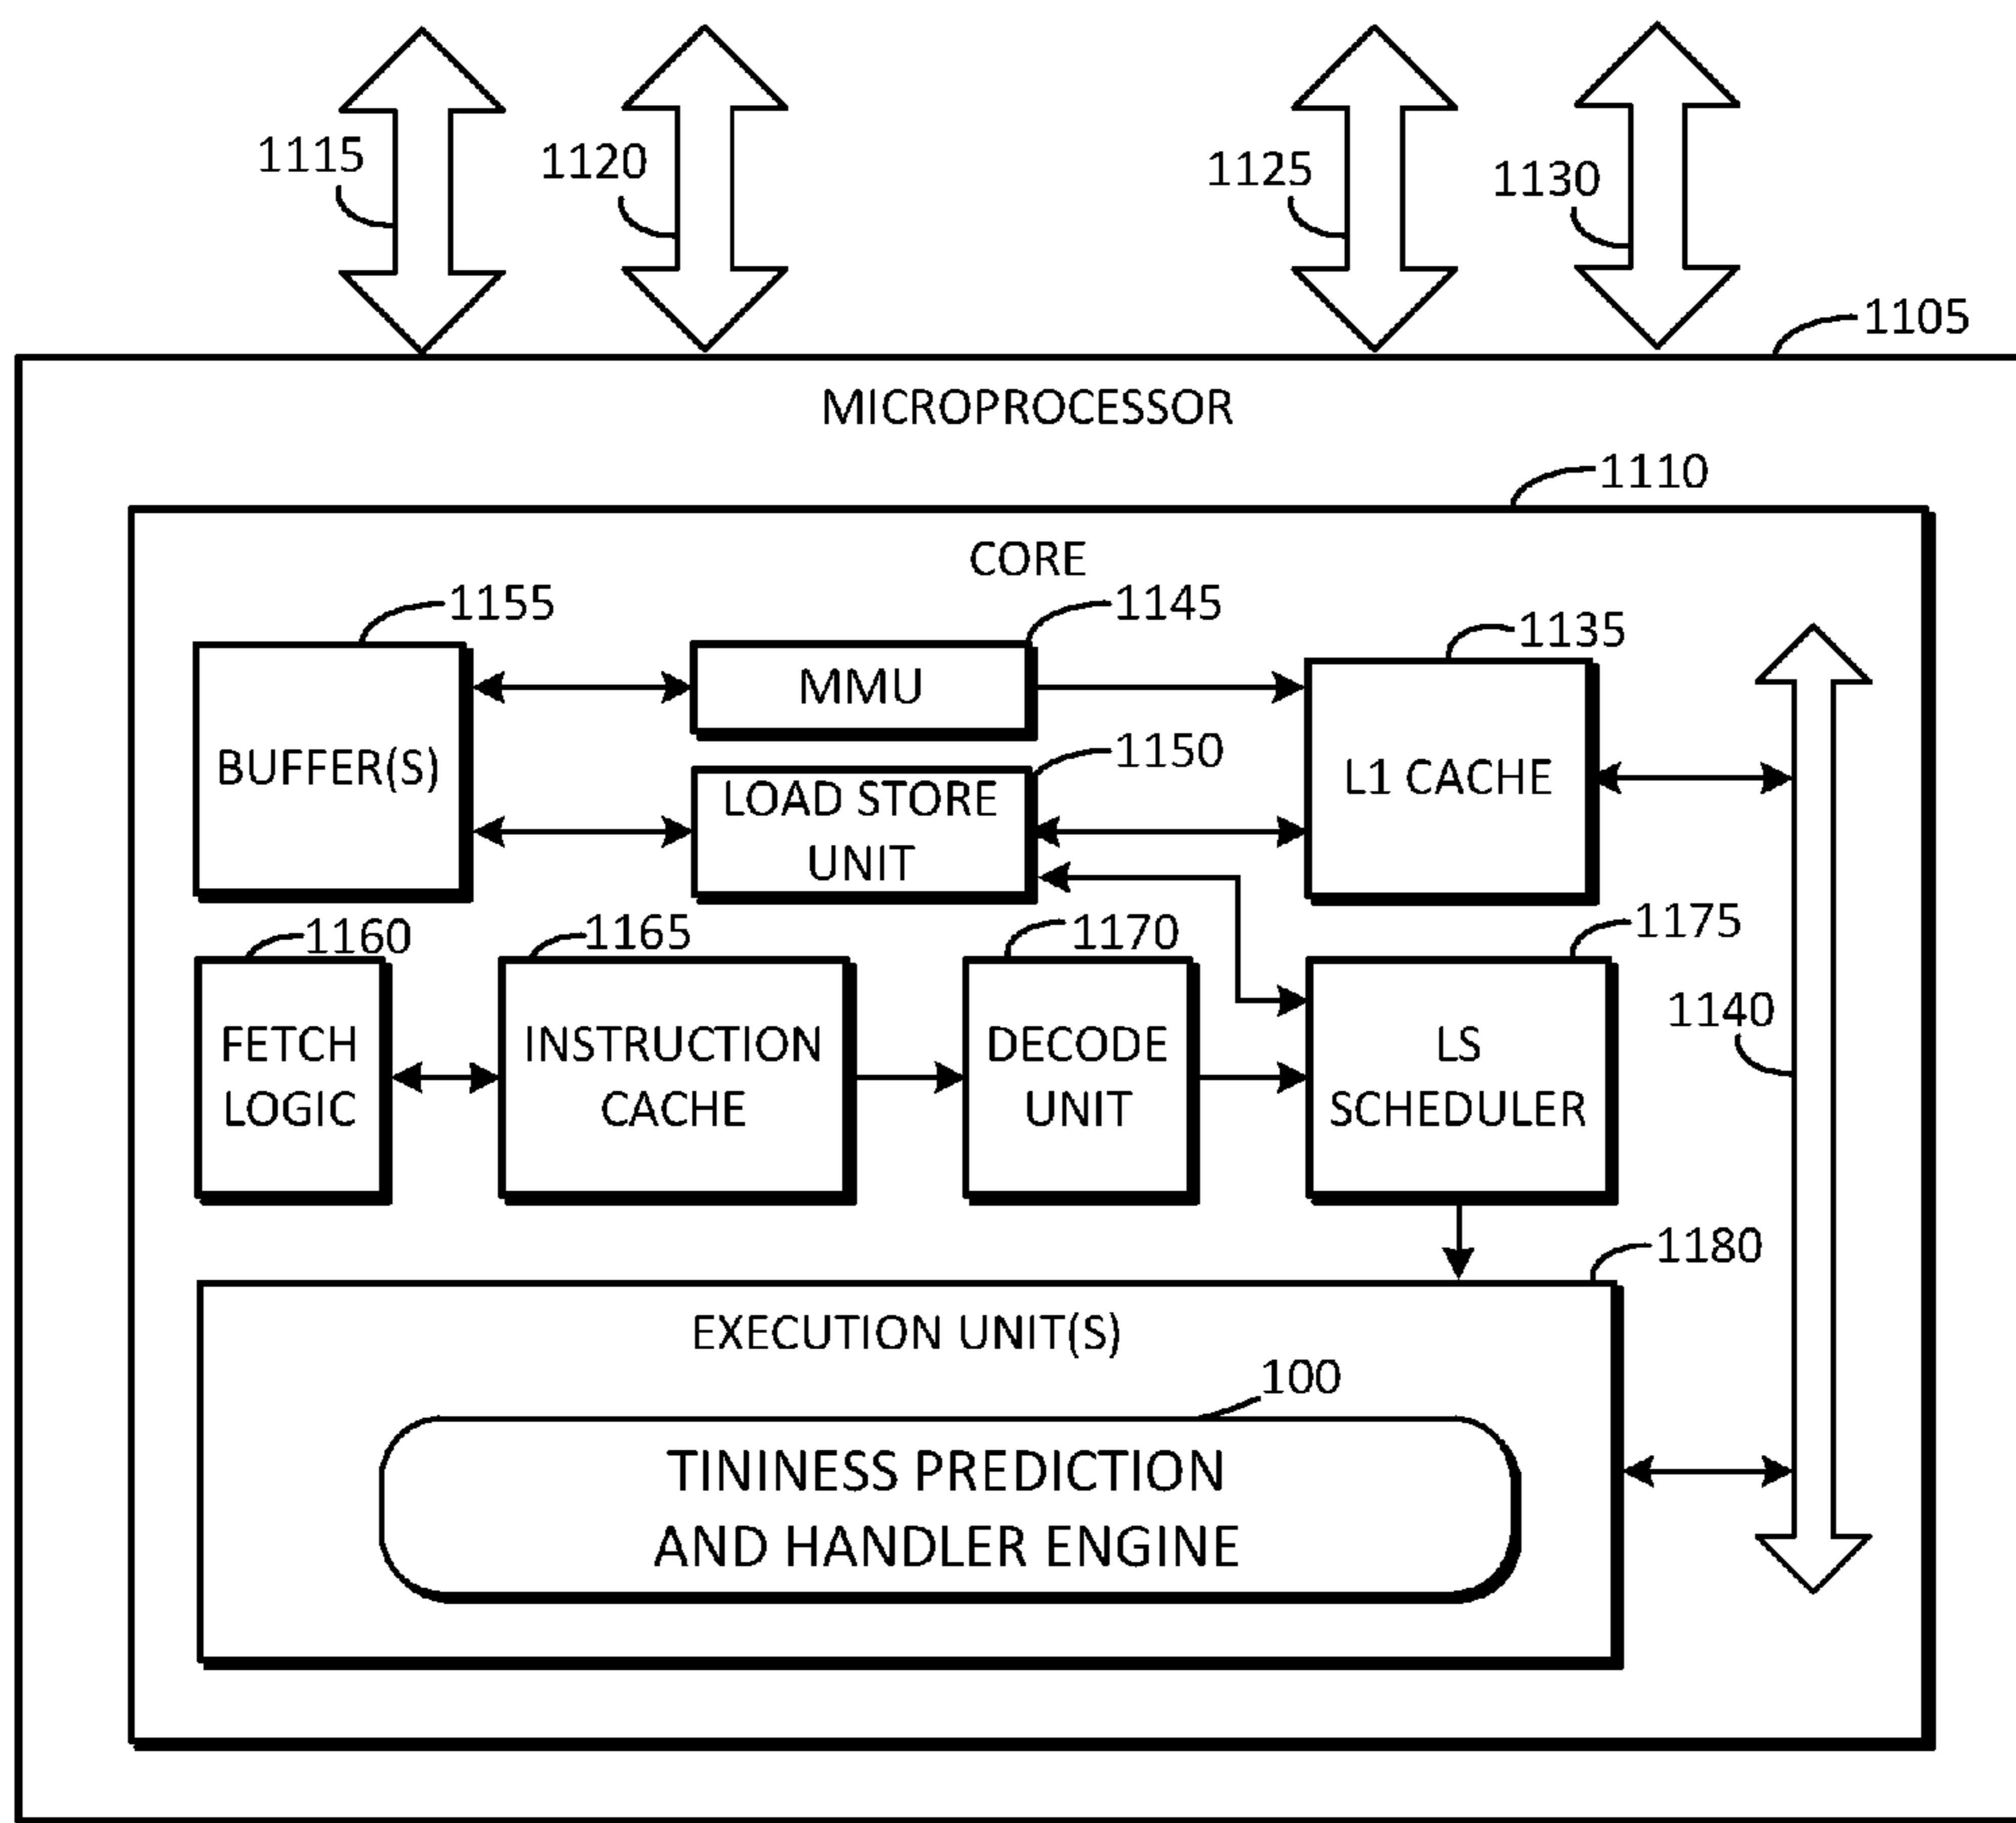 1115
1120
1125
1130
1105
MICROPROCESSOR
1110
CORE
1155
1145
1135
MMU
BUFFER(S)
1150
L1 CACHE
LOAD STORE
UNIT
1160
1165
1170
1175
1140
FETCH
LOGIC
INSTRUCTION
CACHE
DECODE
UNIT
LS
SCHEDULER
1180
EXECUTION UNIT(S)
100
TININESS PREDICTION
AND HANDLER ENGINE